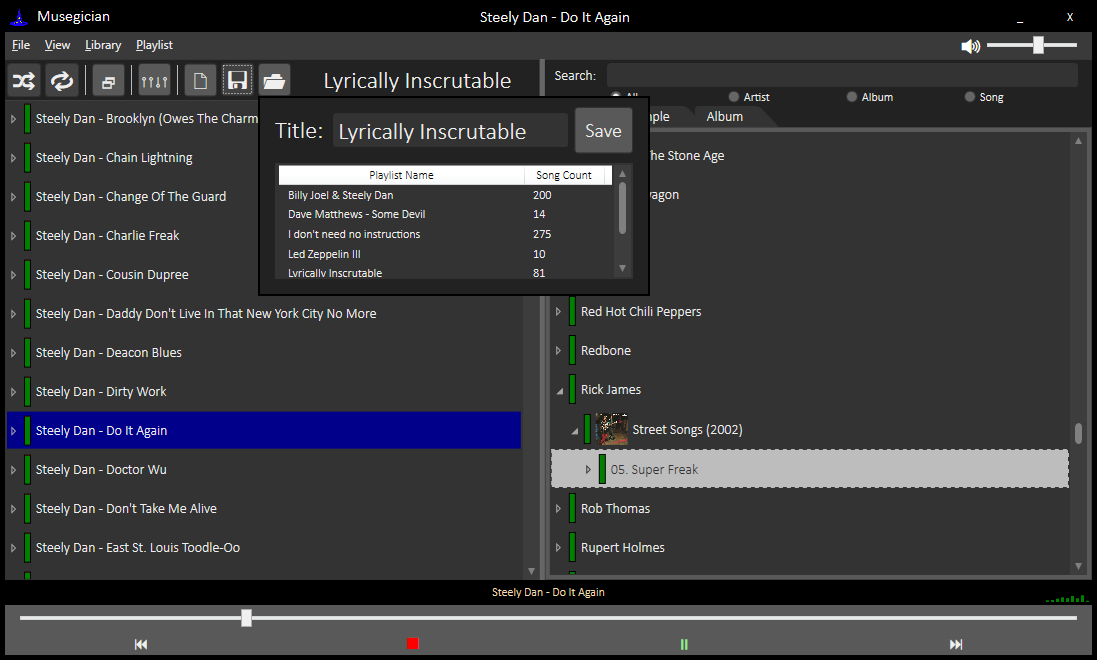 Musegician
Steely Dan - Do It Again
_ X
File View Library Playlist
Lyrically Inscrutable
Search:
Artist Album Song
Album
Title: Lyrically Inscrutable Save
Playlist Name Song Count
Billy Joel & Steely Dan 200
Dave Matthews - Some Devil 14
I don't need no instructions 275
Led Zeppelin III 10
Lyrically Inscrutable 81
Steely Dan - Brooklyn (Owes The Charm
Steely Dan - Chain Lightning
Steely Dan - Change Of The Guard
Steely Dan - Charlie Freak
Steely Dan - Cousin Dupree
Steely Dan - Daddy Don't Live In That New York City No More
Steely Dan - Deacon Blues
Steely Dan - Dirty Work
Steely Dan - Do It Again
Steely Dan - Doctor Wu
Steely Dan - Don't Take Me Alive
Steely Dan - East St. Louis Toodle-Oo
The Stone Age
wagon
Red Hot Chili Peppers
Redbone
Rick James
Street Songs (2002)
05. Super Freak
Rob Thomas
Rupert Holmes
Steely Dan - Do It Again